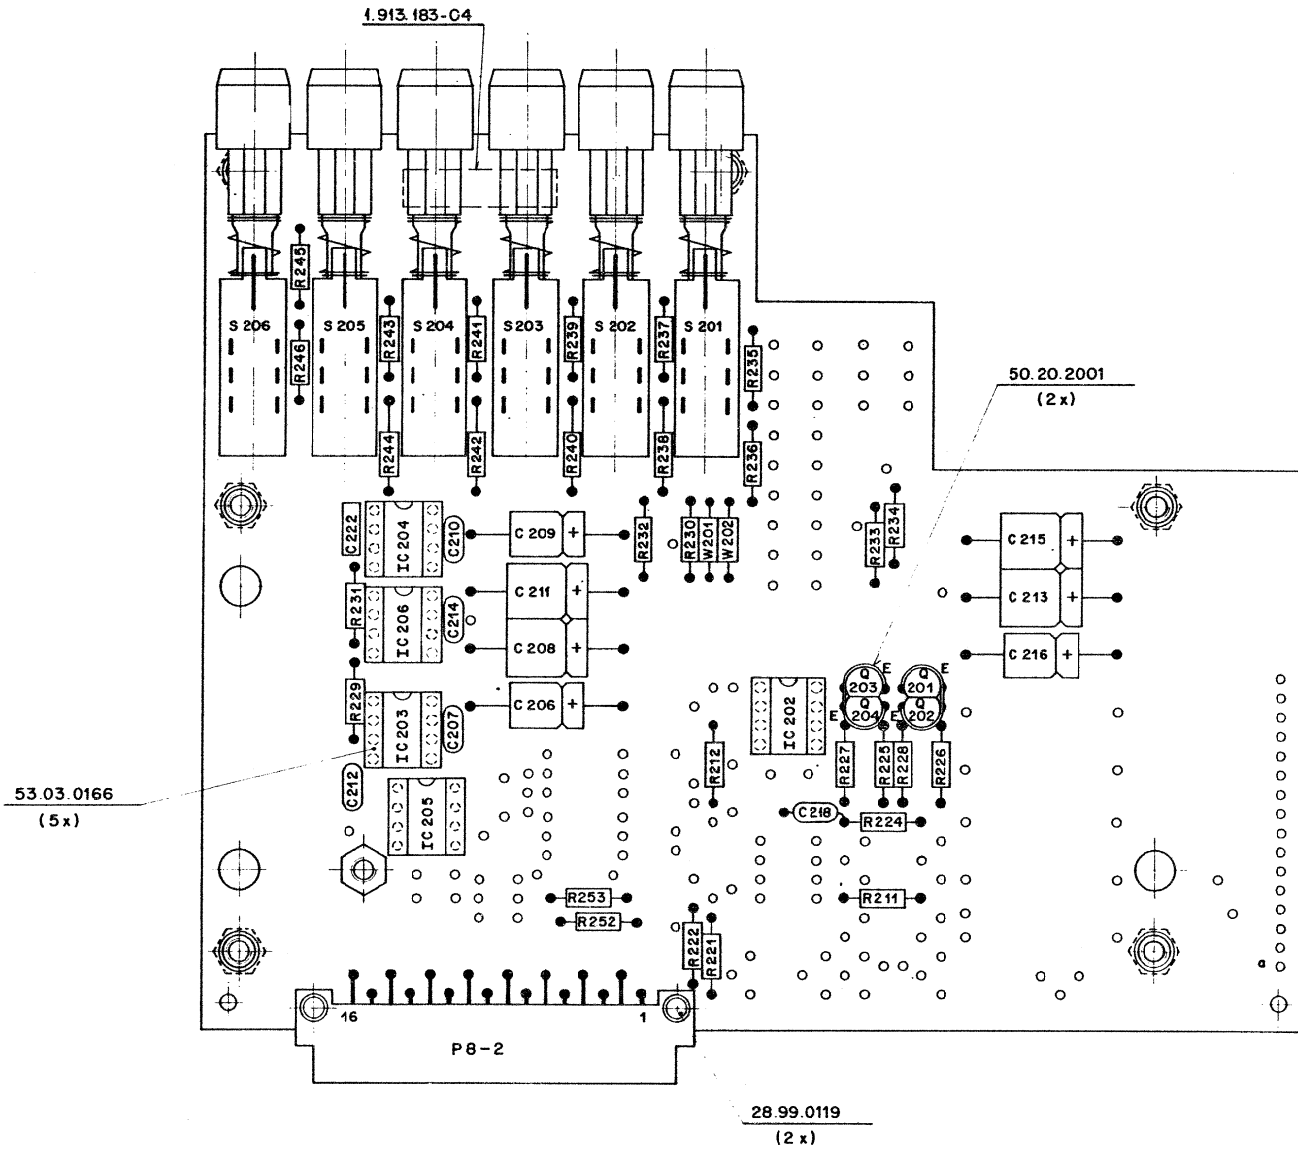 1.913.183-04
S 206
S 205
S 204
S 203
S 202
S 201
R245
R246
R243
R241
R239
R237
R235
R244
R242
R240
R238
R236
50.20.2001
(2x)
C222
IC 204
C210
C 209
+
R232
R230
W201
W202
R233
R234
C 215
+
R231
IC 206
C214
C 211
+
C 213
+
C 208
+
C 216
+
R229
IC 203
C207
C 206
+
IC 202
Q
203
E
Q
204
E
Q
201
E
Q
202
E
R212
R227
R225
R228
R226
53.03.0166
(5x)
C212
IC205
C 218
R224
R253
R252
R211
R222
R221
a
16
1
P8-2
28.99.0119
(2x)